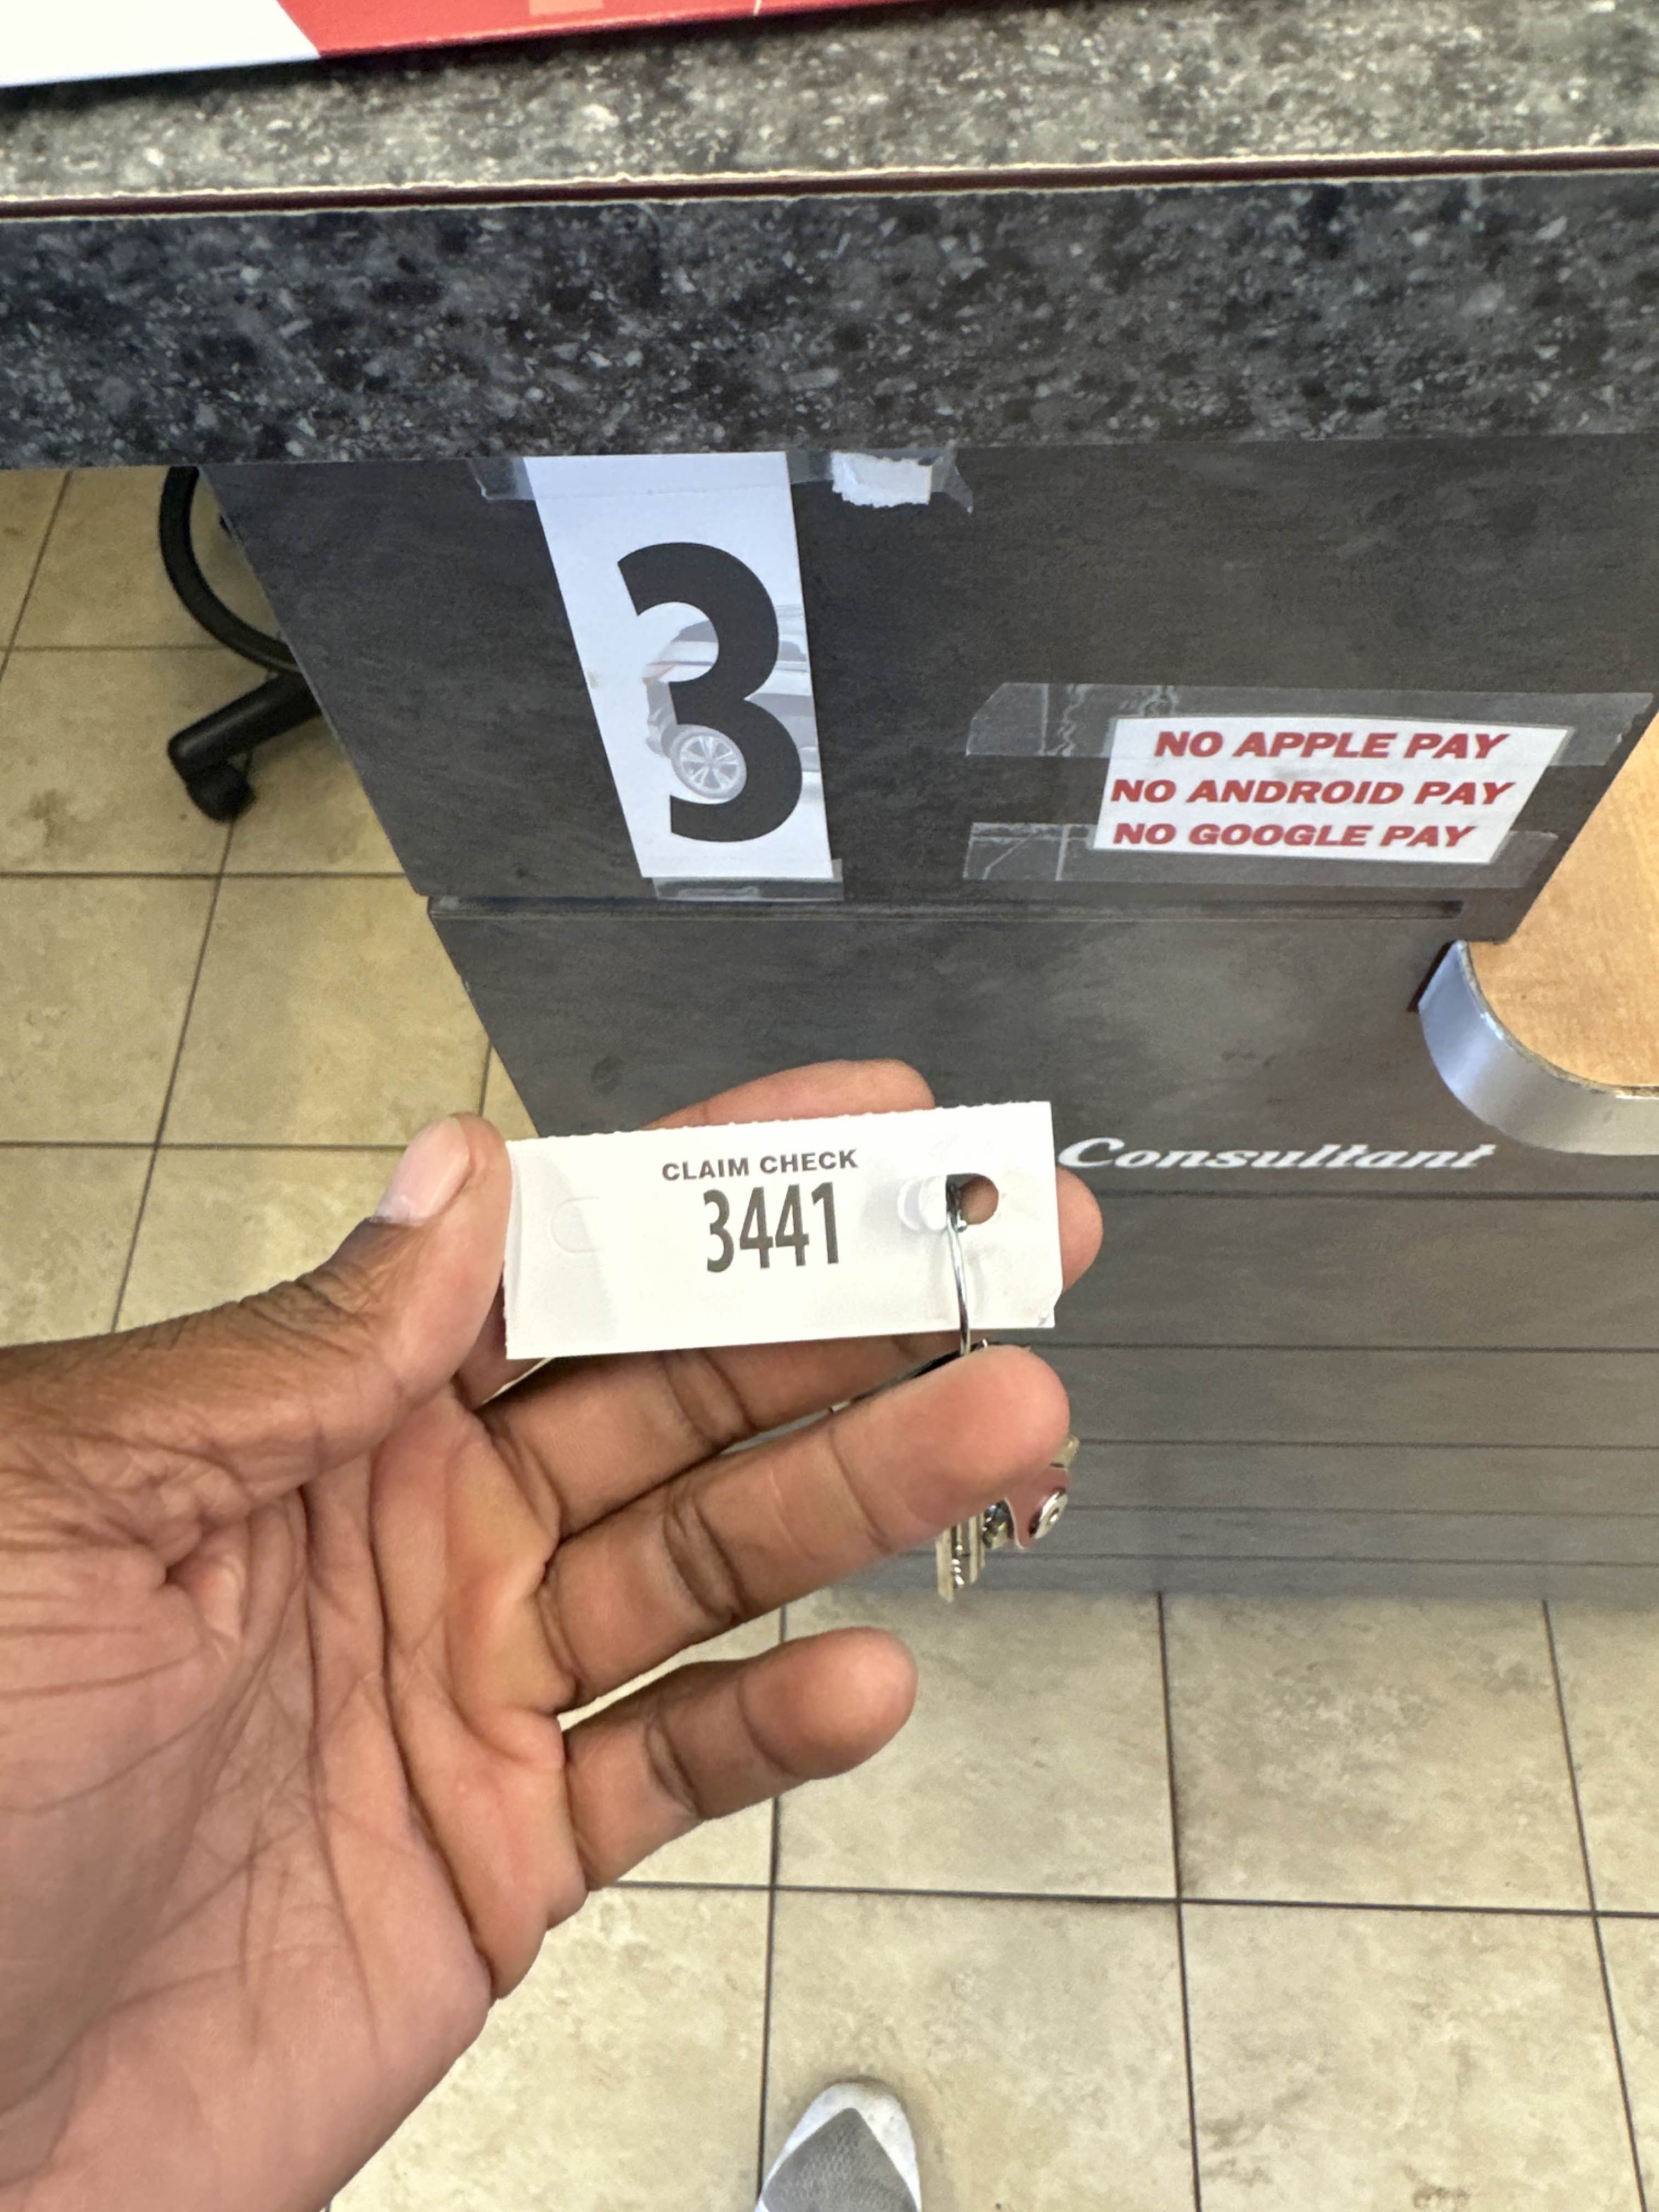 3
NO APPLE PAY
NO ANDROID PAY
NO GOOGLE PAY
Consultant
CLAIM CHECK
3441